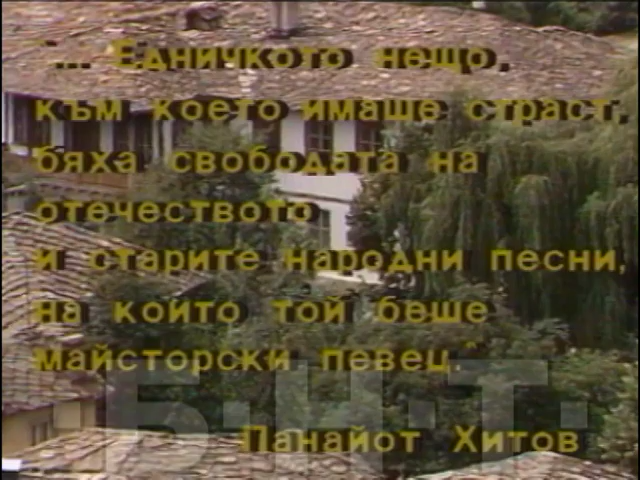 "... Едничкото нещо,
към което имаше страст,
бяха свободата на
отечеството
и старите народни песни,
на които той беше
майсторски певец."
Панайот Хитов
·Б·Н·Т·